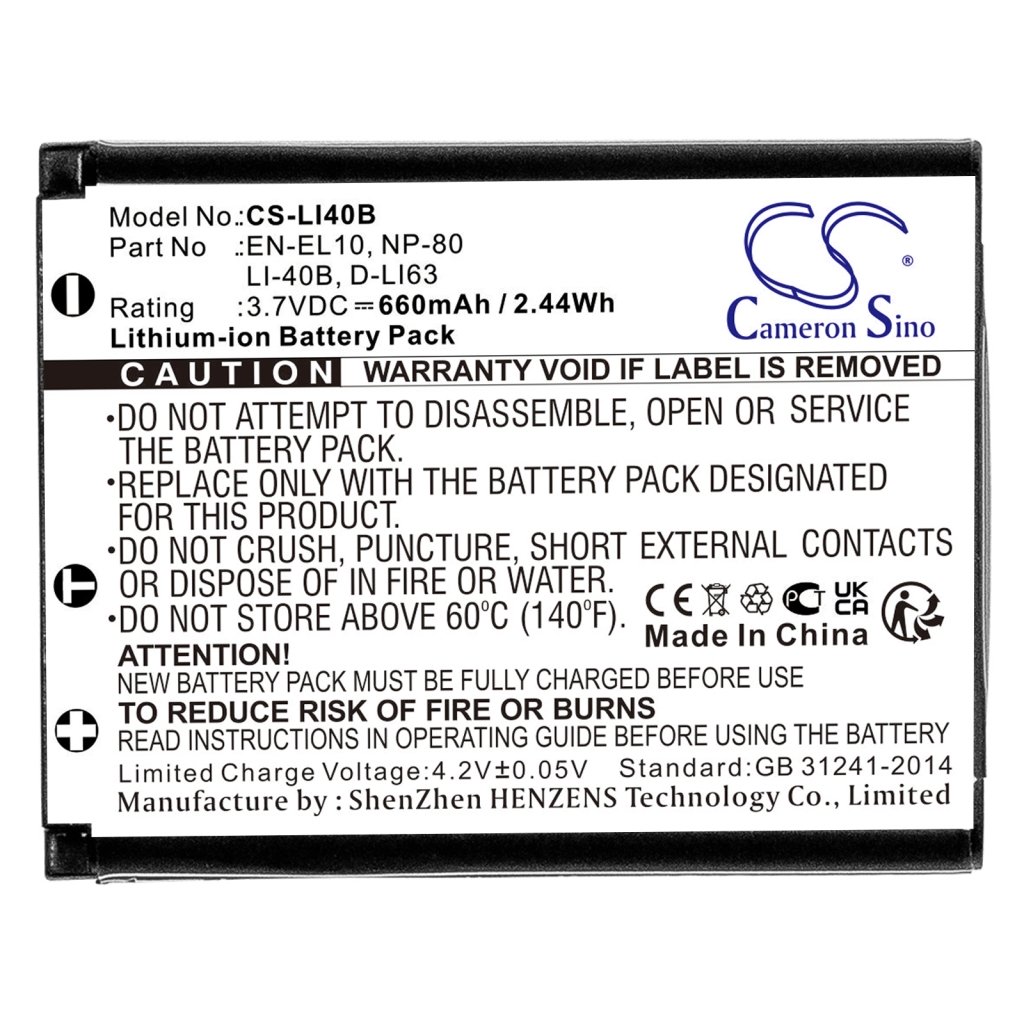 Model No.:CS-LI40B
Part No .:EN-EL10, NP-80
LI-40B, D-LI63
Rating :3.7VDC⎓660mAh / 2.44Wh
Lithium-ion Battery Pack
CS
®
Cameron Sino
CAUTION WARRANTY VOID IF LABEL IS REMOVED
•DO NOT ATTEMPT TO DISASSEMBLE, OPEN OR SERVICE
THE BATTERY PACK.
•REPLACE ONLY WITH THE BATTERY PACK DESIGNATED
FOR THIS PRODUCT.
•DO NOT CRUSH, PUNCTURE, SHORT EXTERNAL CONTACTS
OR DISPOSE OF IN FIRE OR WATER.
•DO NOT STORE ABOVE 60°C (140°F).
CE PCT UK CA
Made In China
ATTENTION!
NEW BATTERY PACK MUST BE FULLY CHARGED BEFORE USE
TO REDUCE RISK OF FIRE OR BURNS
READ INSTRUCTIONS IN OPERATING GUIDE BEFORE USING THE BATTERY
Limited Charge Voltage:4.2V±0.05V Standard:GB 31241-2014
Manufacture by : ShenZhen HENZENS Technology Co., Limited
T